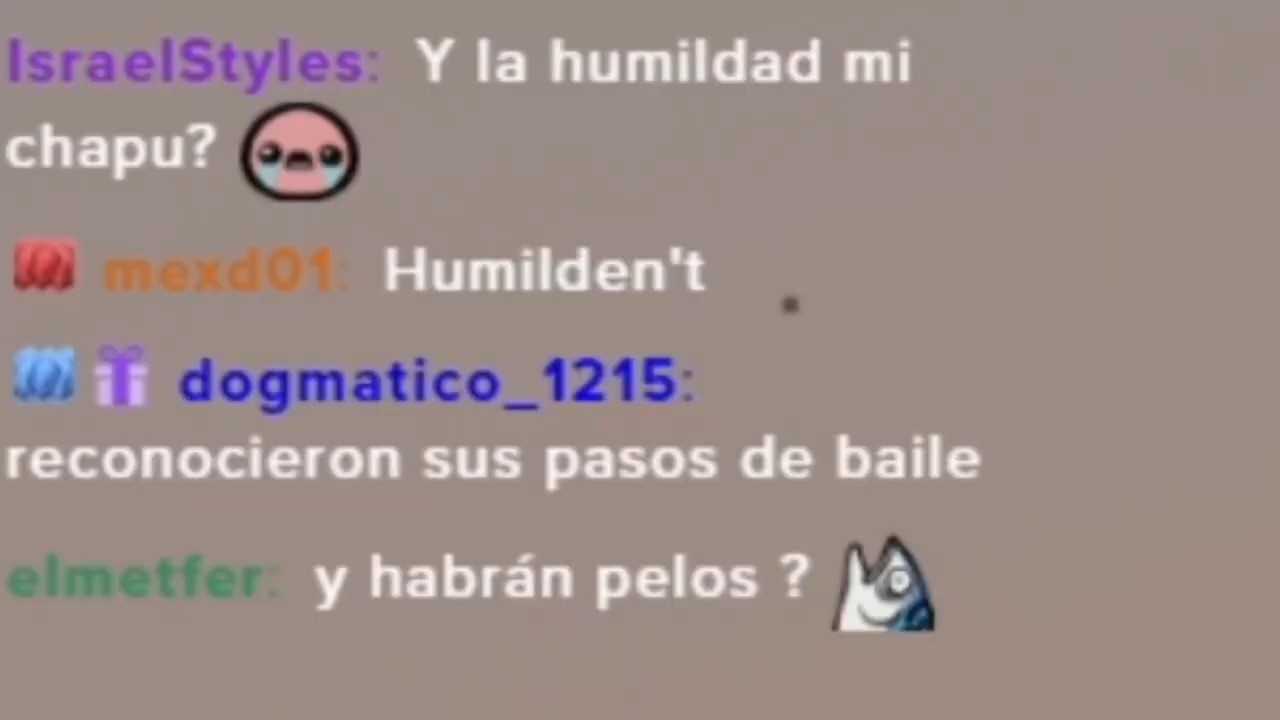 IsraelStyles: Y la humildad mi
chapu?
mexd01: Humilden't
dogmatico_1215:
reconocieron sus pasos de baile
elmetfer: y habrán pelos ?